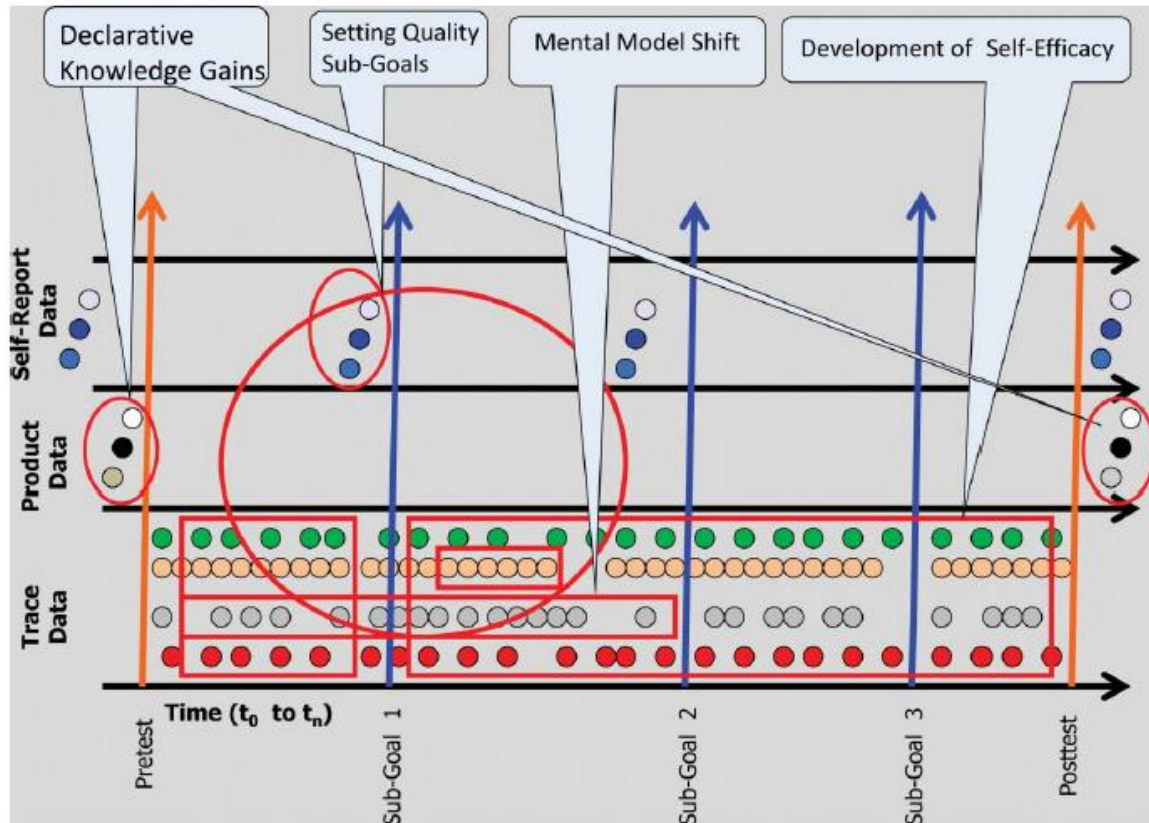 Declarative
Knowledge Gains
Setting Quality
Sub-Goals
Mental Model Shift
Development of Self-Efficacy
Self-Report
Data
Product
Data
Trace
Data
Time (t0 to tn)
Pretest
Sub-Goal 1
Sub-Goal 2
Sub-Goal 3
Posttest